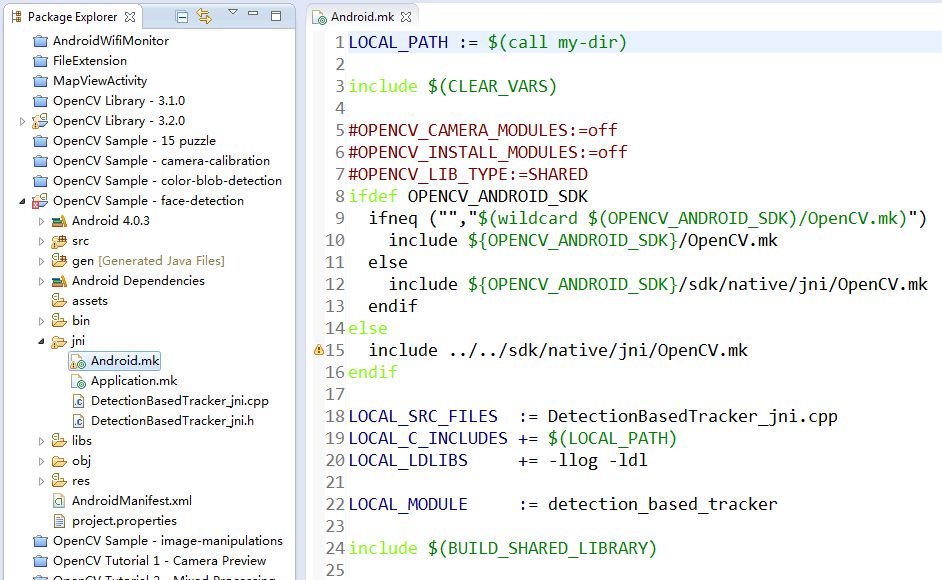 Package Explorer
AndroidWifiMonitor
FileExtension
MapViewActivity
OpenCV Library - 3.1.0
OpenCV Library - 3.2.0
OpenCV Sample - 15 puzzle
OpenCV Sample - camera-calibration
OpenCV Sample - color-blob-detection
OpenCV Sample - face-detection
Android 4.0.3
src
gen [Generated Java Files]
Android Dependencies
assets
bin
jni
Android.mk
Application.mk
DetectionBasedTracker_jni.cpp
DetectionBasedTracker_jni.h
libs
obj
res
AndroidManifest.xml
project.properties
OpenCV Sample - image-manipulations
OpenCV Tutorial 1 - Camera Preview
OpenCV Tutorial 2 - Mixed Processing
Android.mk
1 LOCAL_PATH := $(call my-dir)
2
3 include $(CLEAR_VARS)
4
5 #OPENCV_CAMERA_MODULES:=off
6 #OPENCV_INSTALL_MODULES:=off
7 #OPENCV_LIB_TYPE:=SHARED
8 ifdef OPENCV_ANDROID_SDK
9   ifneq ("","$(wildcard $(OPENCV_ANDROID_SDK)/OpenCV.mk)")
10     include ${OPENCV_ANDROID_SDK}/OpenCV.mk
11   else
12     include ${OPENCV_ANDROID_SDK}/sdk/native/jni/OpenCV.mk
13   endif
14 else
15   include ../../sdk/native/jni/OpenCV.mk
16 endif
17
18 LOCAL_SRC_FILES  := DetectionBasedTracker_jni.cpp
19 LOCAL_C_INCLUDES += $(LOCAL_PATH)
20 LOCAL_LDLIBS     += -llog -ldl
21
22 LOCAL_MODULE     := detection_based_tracker
23
24 include $(BUILD_SHARED_LIBRARY)
25